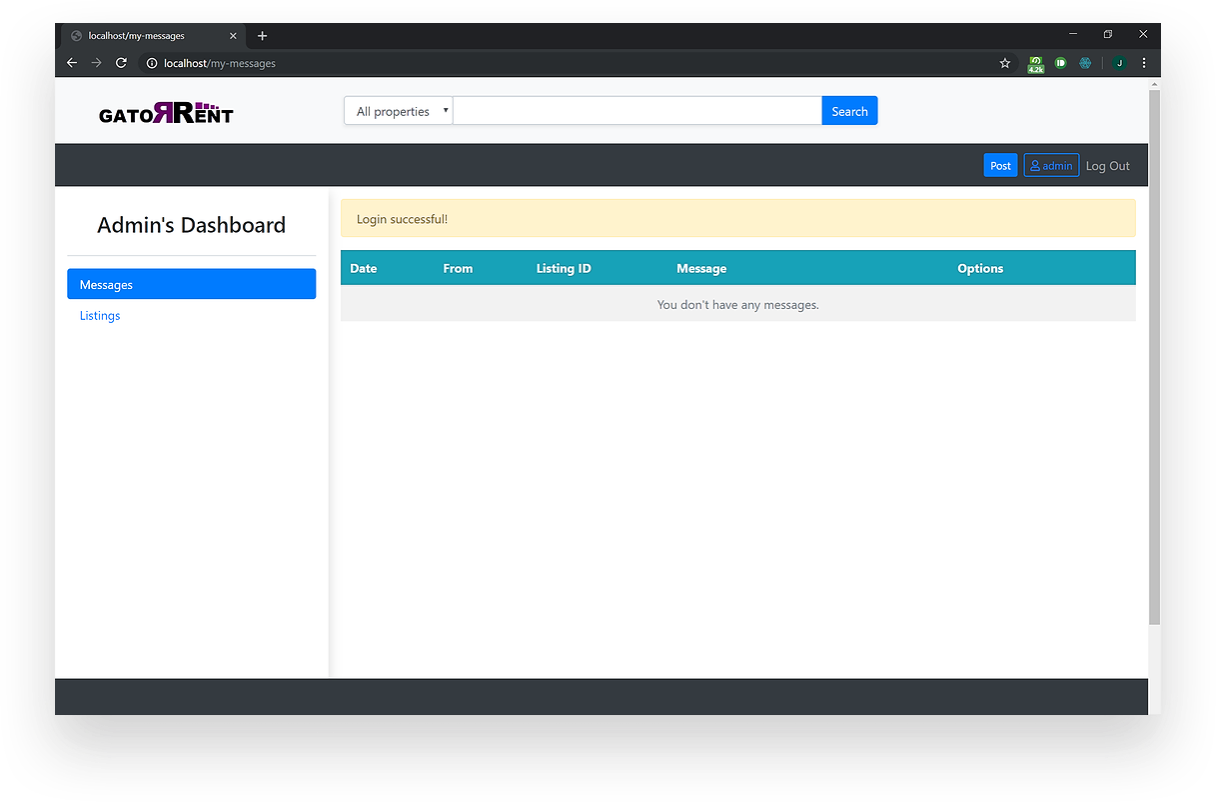 localhost/my-messages
localhost/my-messages
4.2k
J
GATORRENT
All properties
Search
Post
admin
Log Out
Admin's Dashboard
Messages
Listings
Login successful!
Date From Listing ID Message Options
You don't have any messages.